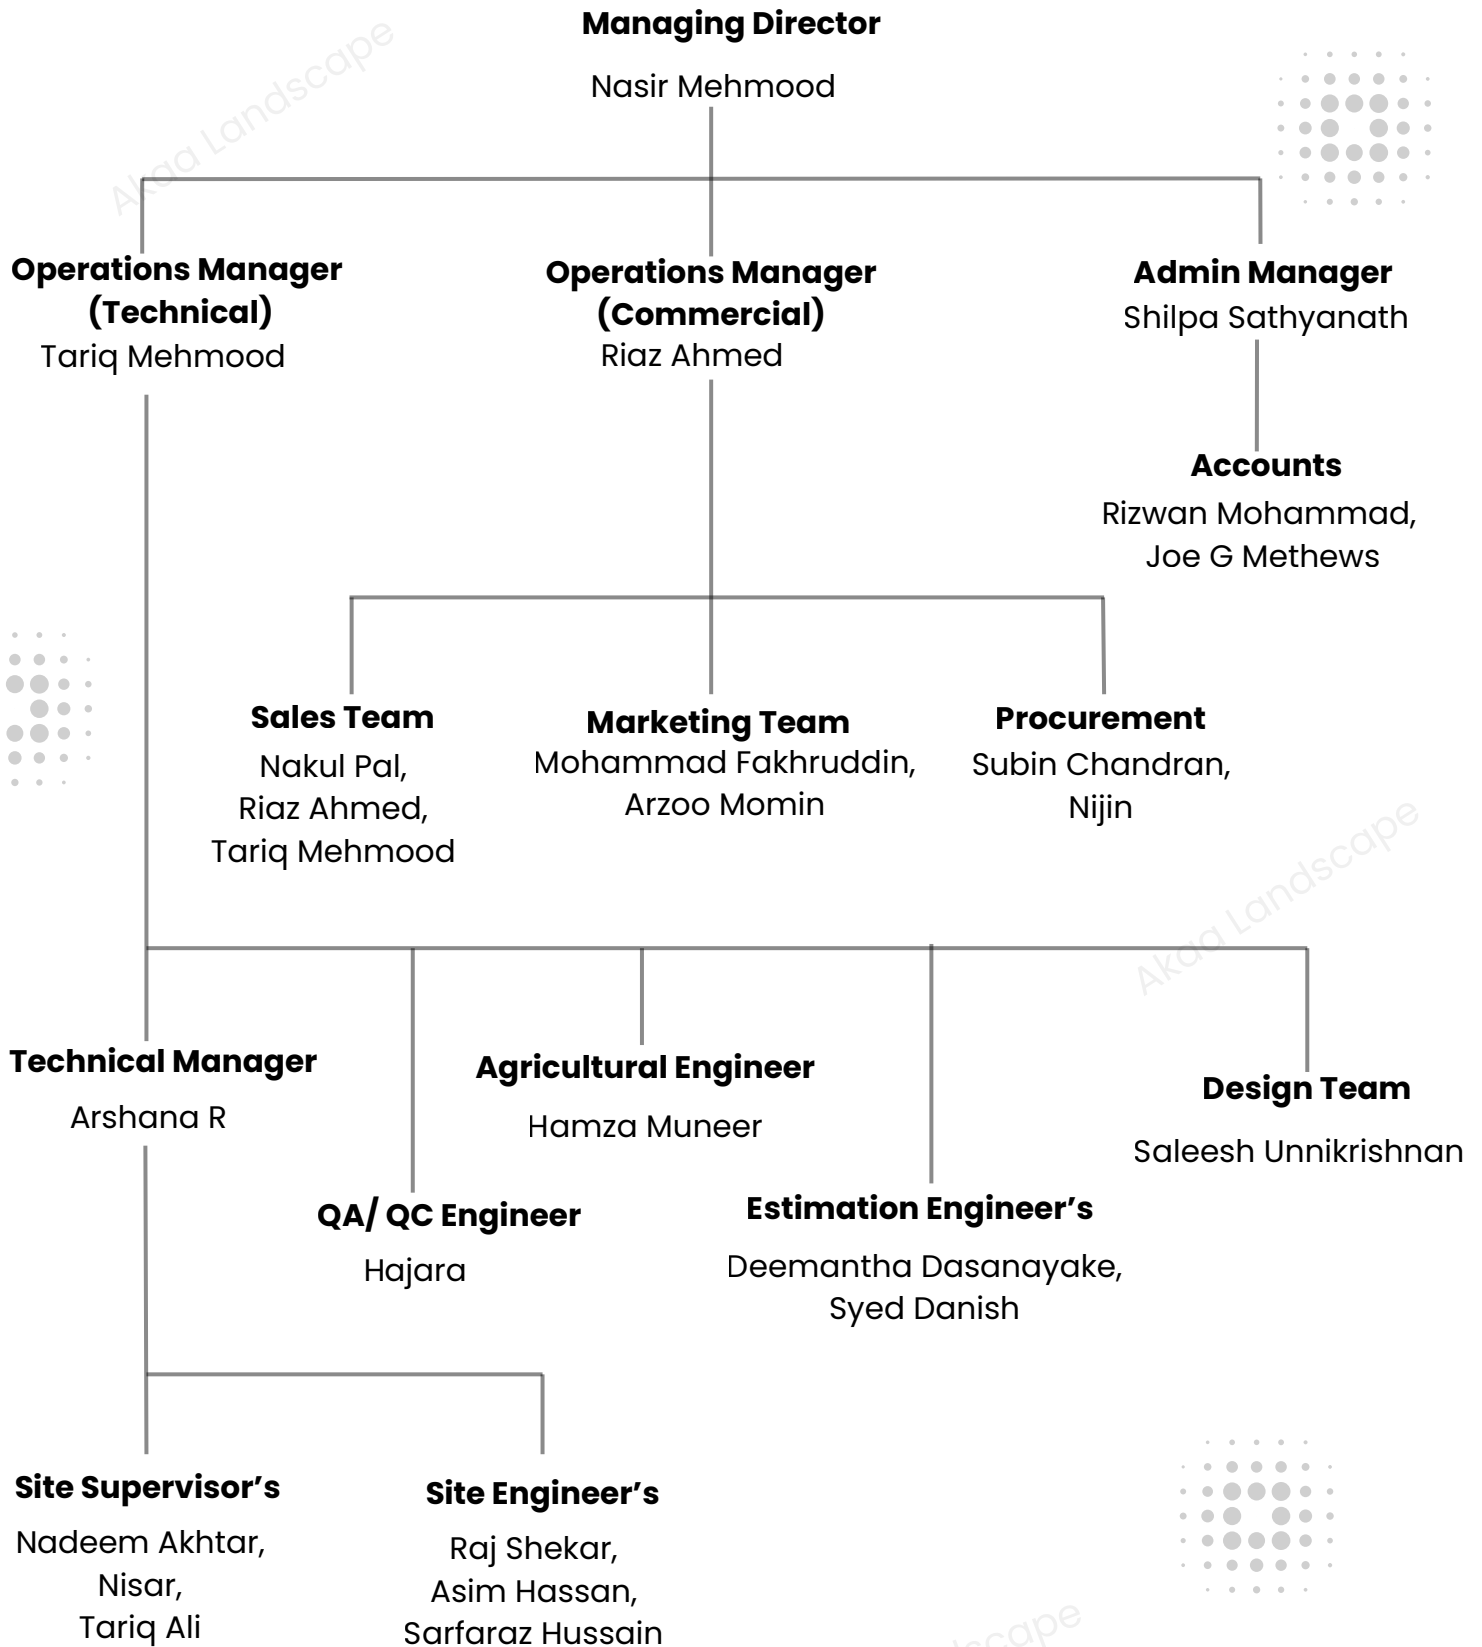 Managing Director
Nasir Mehmood
Akaa Landscape
Operations Manager
(Technical)
Tariq Mehmood
Operations Manager
(Commercial)
Riaz Ahmed
Admin Manager
Shilpa Sathyanath
Accounts
Rizwan Mohammad,
Joe G Methews
Sales Team
Nakul Pal,
Riaz Ahmed,
Tariq Mehmood
Marketing Team
Mohammad Fakhruddin,
Arzoo Momin
Procurement
Subin Chandran,
Nijin
Akaa Landscape
Technical Manager
Arshana R
QA/ QC Engineer
Hajara
Agricultural Engineer
Hamza Muneer
Estimation Engineer’s
Deemantha Dasanayake,
Syed Danish
Design Team
Saleesh Unnikrishnan
Site Supervisor’s
Nadeem Akhtar,
Nisar,
Tariq Ali
Site Engineer’s
Raj Shekar,
Asim Hassan,
Sarfaraz Hussain